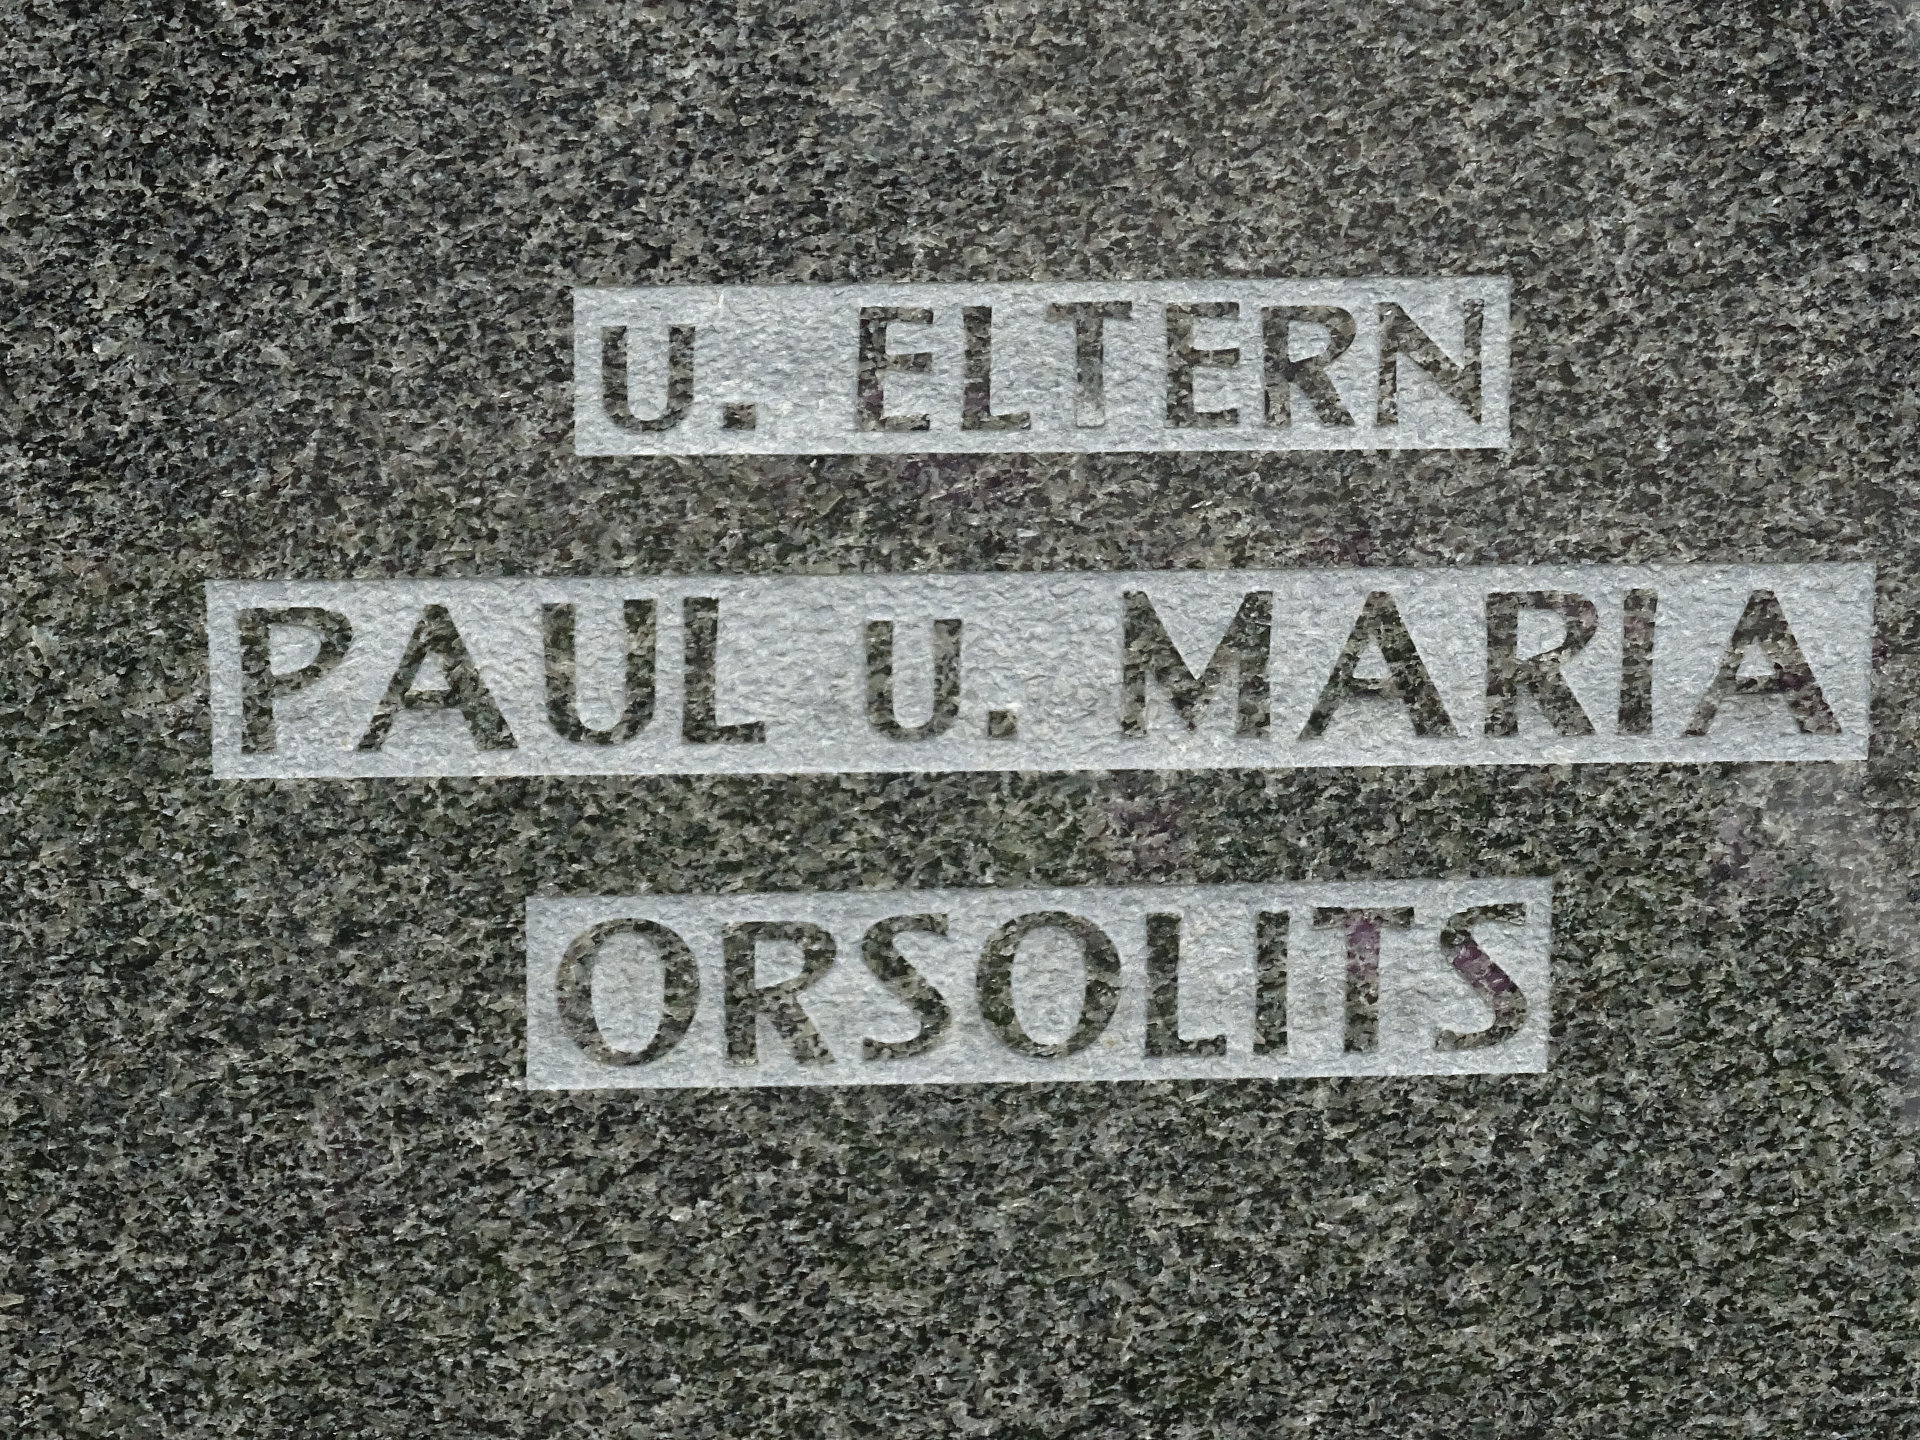 U. ELTERN
PAUL U. MARIA
ORSOLITS